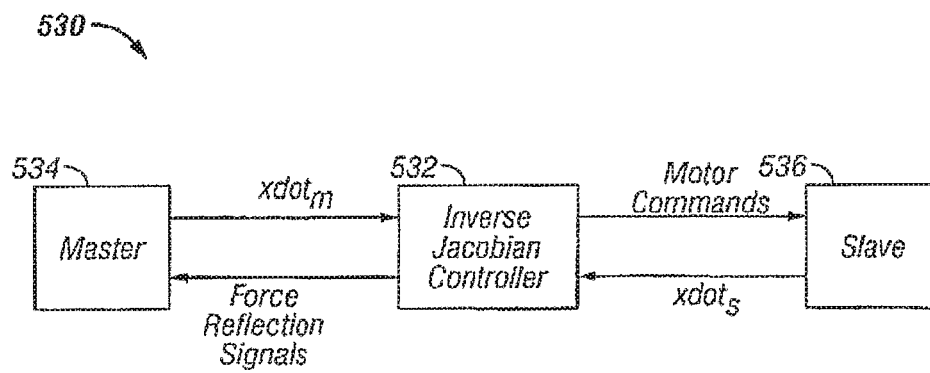 530
534
xdot_m
532
Motor
Commands
536
Master
Inverse
Jacobian
Controller
Slave
Force
Reflection
Signals
xdot_s